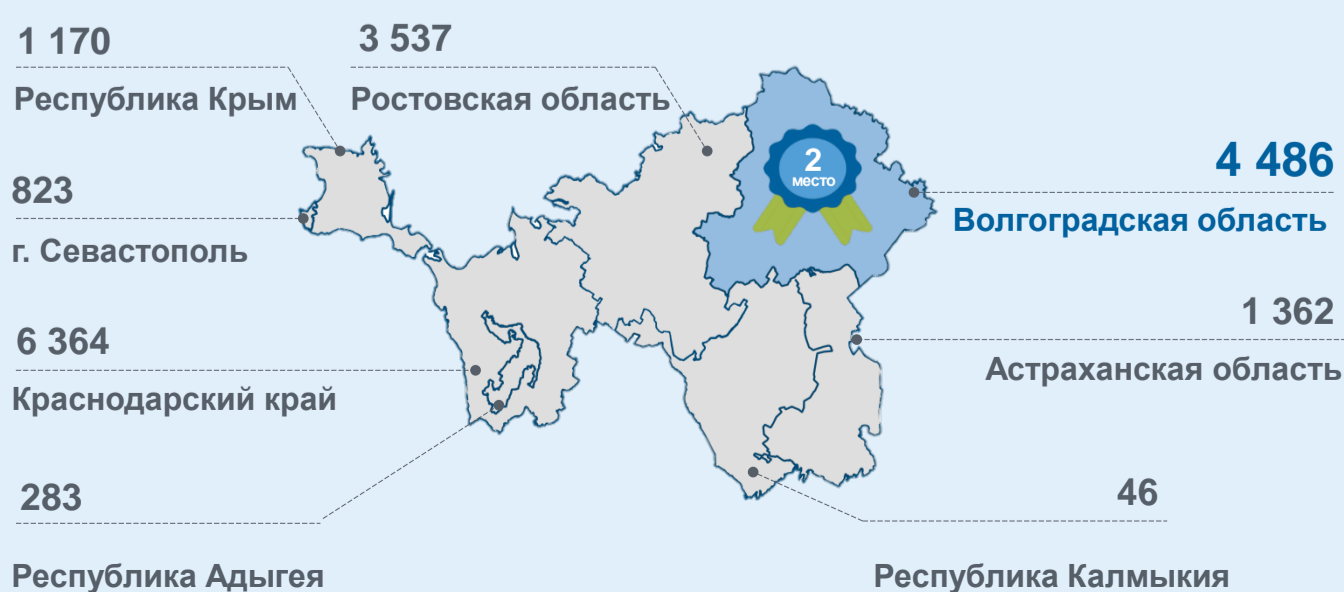 1 170
Республика Крым
3 537
Ростовская область
2
место
4 486
Волгоградская область
823
г. Севастополь
1 362
Астраханская область
6 364
Краснодарский край
283
Республика Адыгея
46
Республика Калмыкия